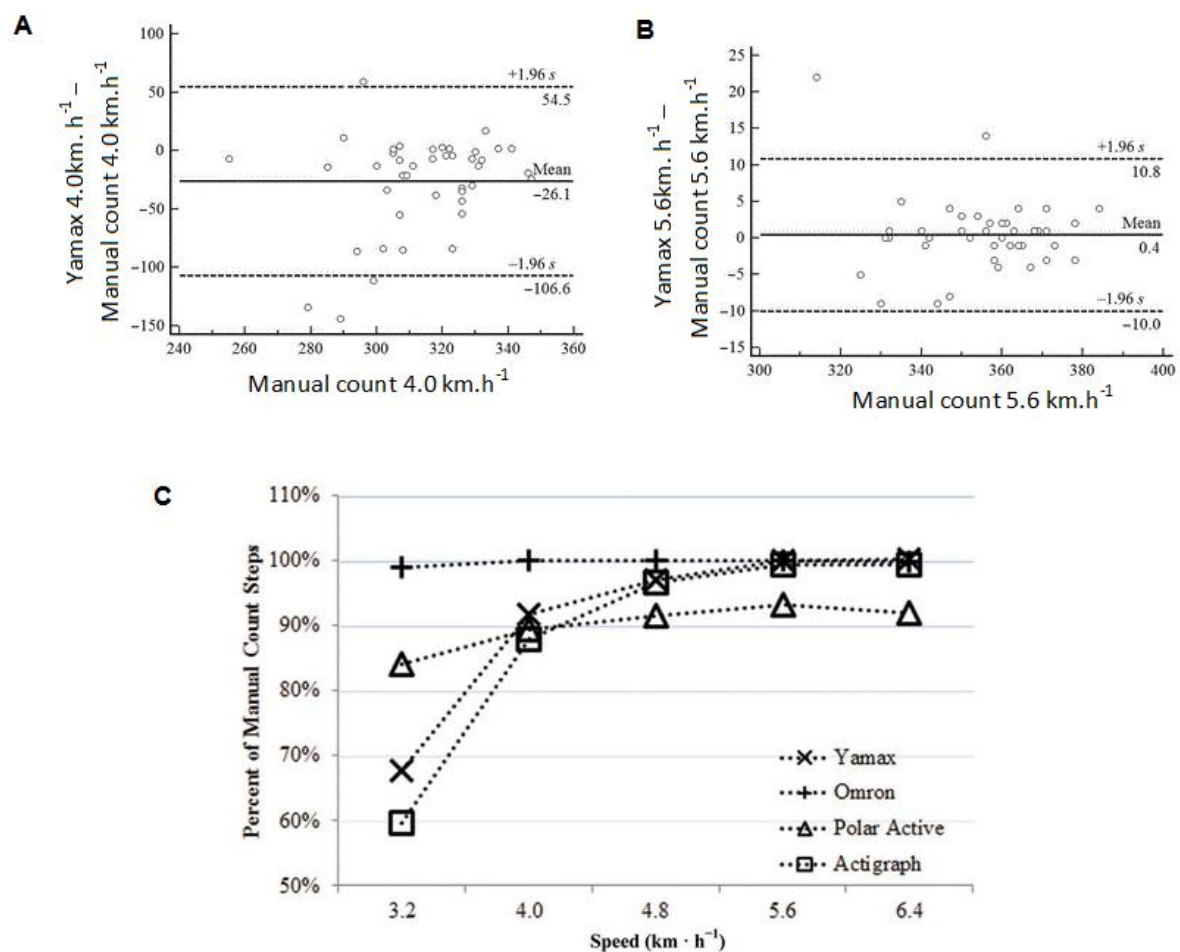 A
Yamax 4.0km. h-1 –
Manual count 4.0 km.h-1
100
50
0
−50
−100
−150
+1.96 s
54.5
Mean
−26.1
−1.96 s
−106.6
240
260
280
300
320
340
360
Manual count 4.0 km.h-1
B
Yamax 5.6km. h-1 –
Manual count 5.6 km.h-1
25
20
15
10
5
0
−5
−10
−15
+1.96 s
10.8
Mean
0.4
−1.96 s
−10.0
300
320
340
360
380
400
Manual count 5.6 km.h-1
C
Percent of Manual Count Steps
110%
100%
90%
80%
70%
60%
50%
Yamax
Omron
Polar Active
Actigraph
3.2
4.0
4.8
5.6
6.4
Speed (km · h−1)